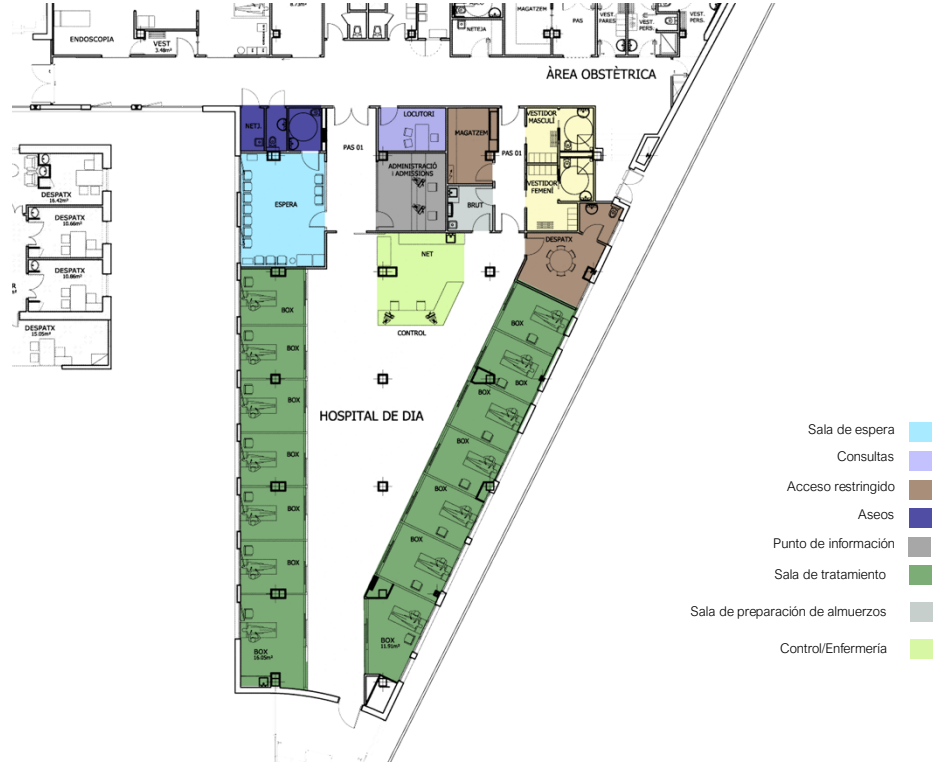 8.73m²
MAGATZEM
PAS
VEST.
PARES
VEST.
PERS.
VEST.
PERS.
NETEJA
ENDOSCOPIA
VEST
3.48m²
ÀREA OBSTÈTRICA
NETJ.
PAS 01
LOCUTORI
MAGATZEM
PAS 01
VESTIDOR
MASCULÍ
ADMINISTRACIÓ
I ADMISSIONS
VESTIDOR
FEMENÍ
DESPATX
16.42m²
ESPERA
BRUT
DESPATX
10.66m²
NET
DESPATX
DESPATX
10.86m²
BOX
BOX
DESPATX
15.05m²
CONTROL
BOX
BOX
BOX
BOX
HOSPITAL DE DIA
BOX
BOX
BOX
BOX
BOX
BOX
BOX
BOX
BOX
16.05m²
BOX
11.91m²
Sala de espera
Consultas
Acceso restringido
Aseos
Punto de información
Sala de tratamiento
Sala de preparación de almuerzos
Control/Enfermería